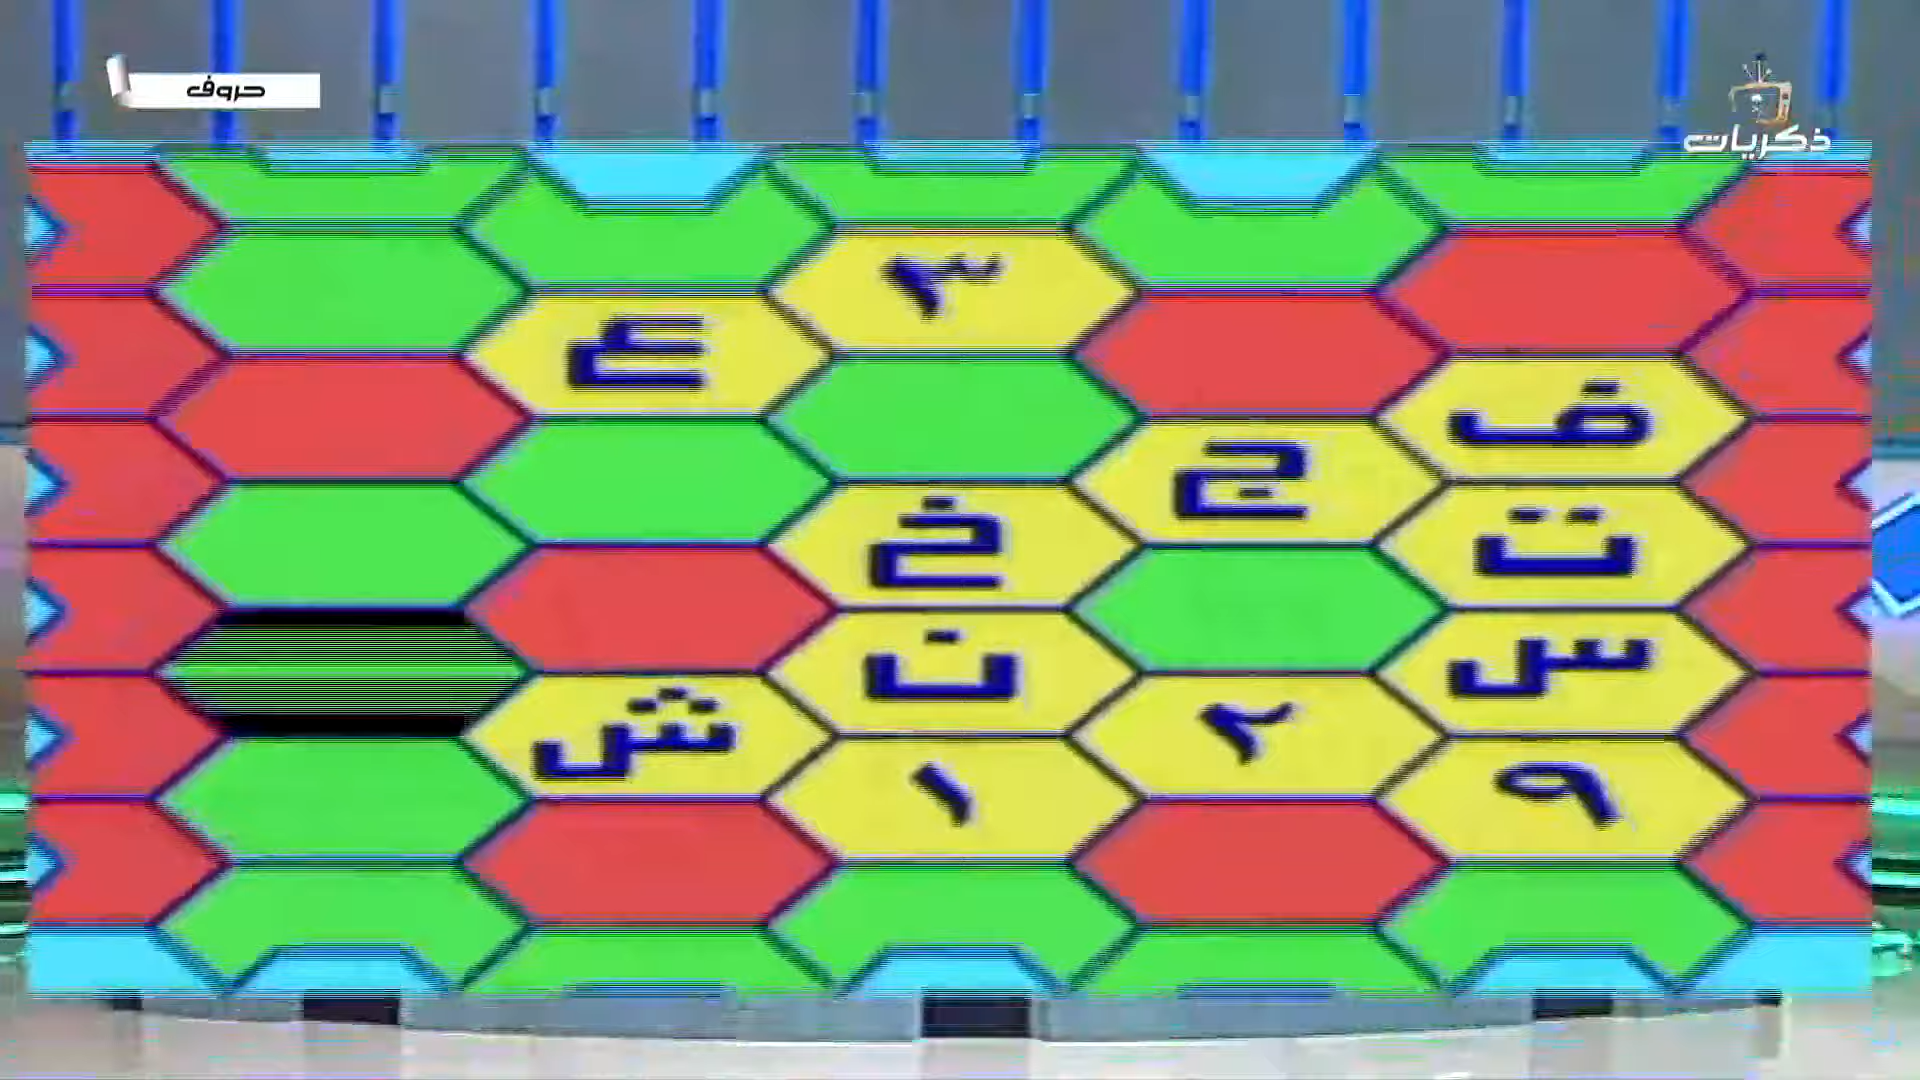 حروف
ذكريات
٣
ع
ف
ج
خ
ت
ن
س
ش
٢
١
٩